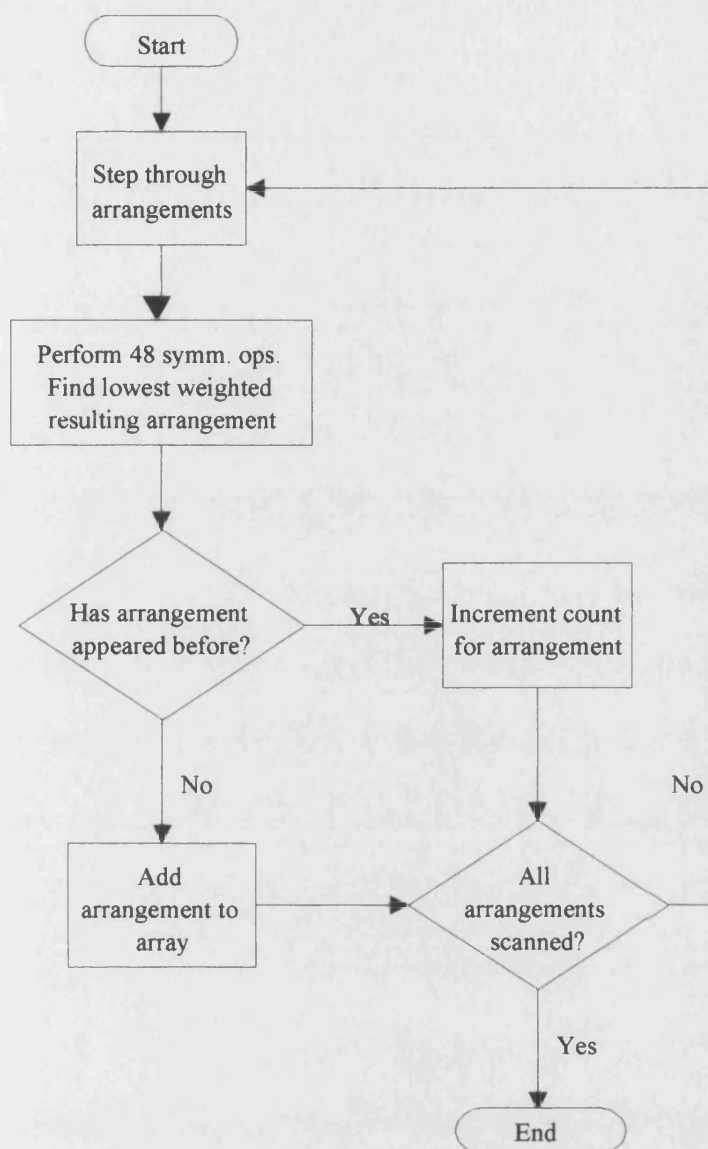 Start
Step through
arrangements
Perform 48 symm. ops.
Find lowest weighted
resulting arrangement
Has arrangement
appeared before?
Yes
Increment count
for arrangement
No
No
Add
arrangement to
array
All
arrangements
scanned?
Yes
End